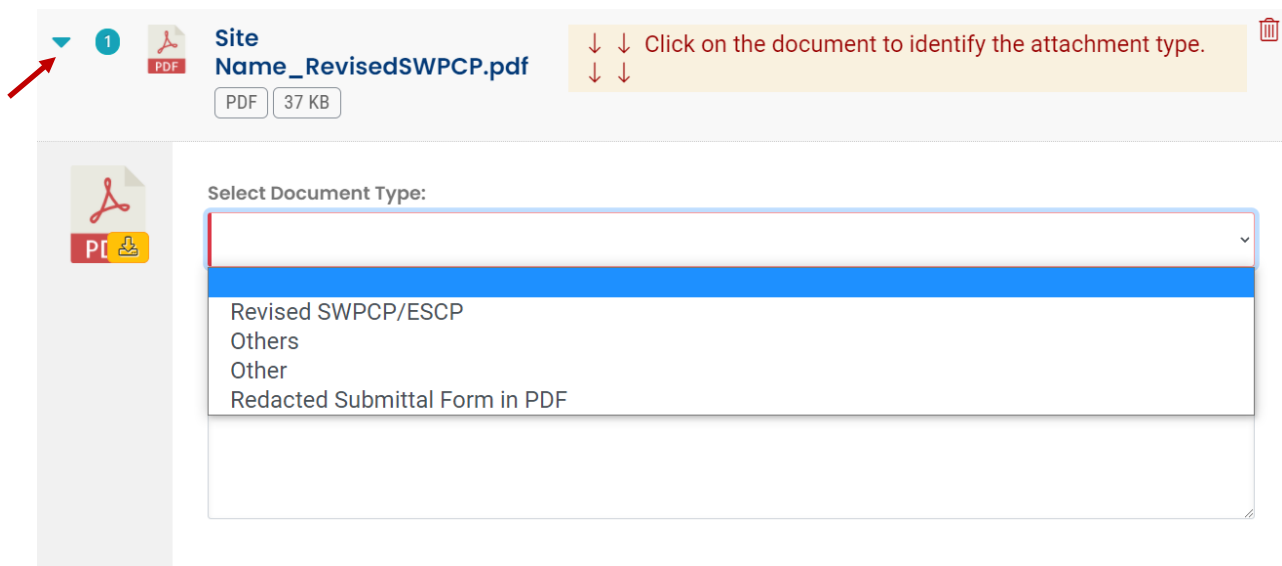 1
PDF
Site
Name_RevisedSWPCP.pdf
PDF 37 KB
↓ ↓ Click on the document to identify the attachment type.
↓ ↓
Select Document Type:
Revised SWPCP/ESCP
Others
Other
Redacted Submittal Form in PDF